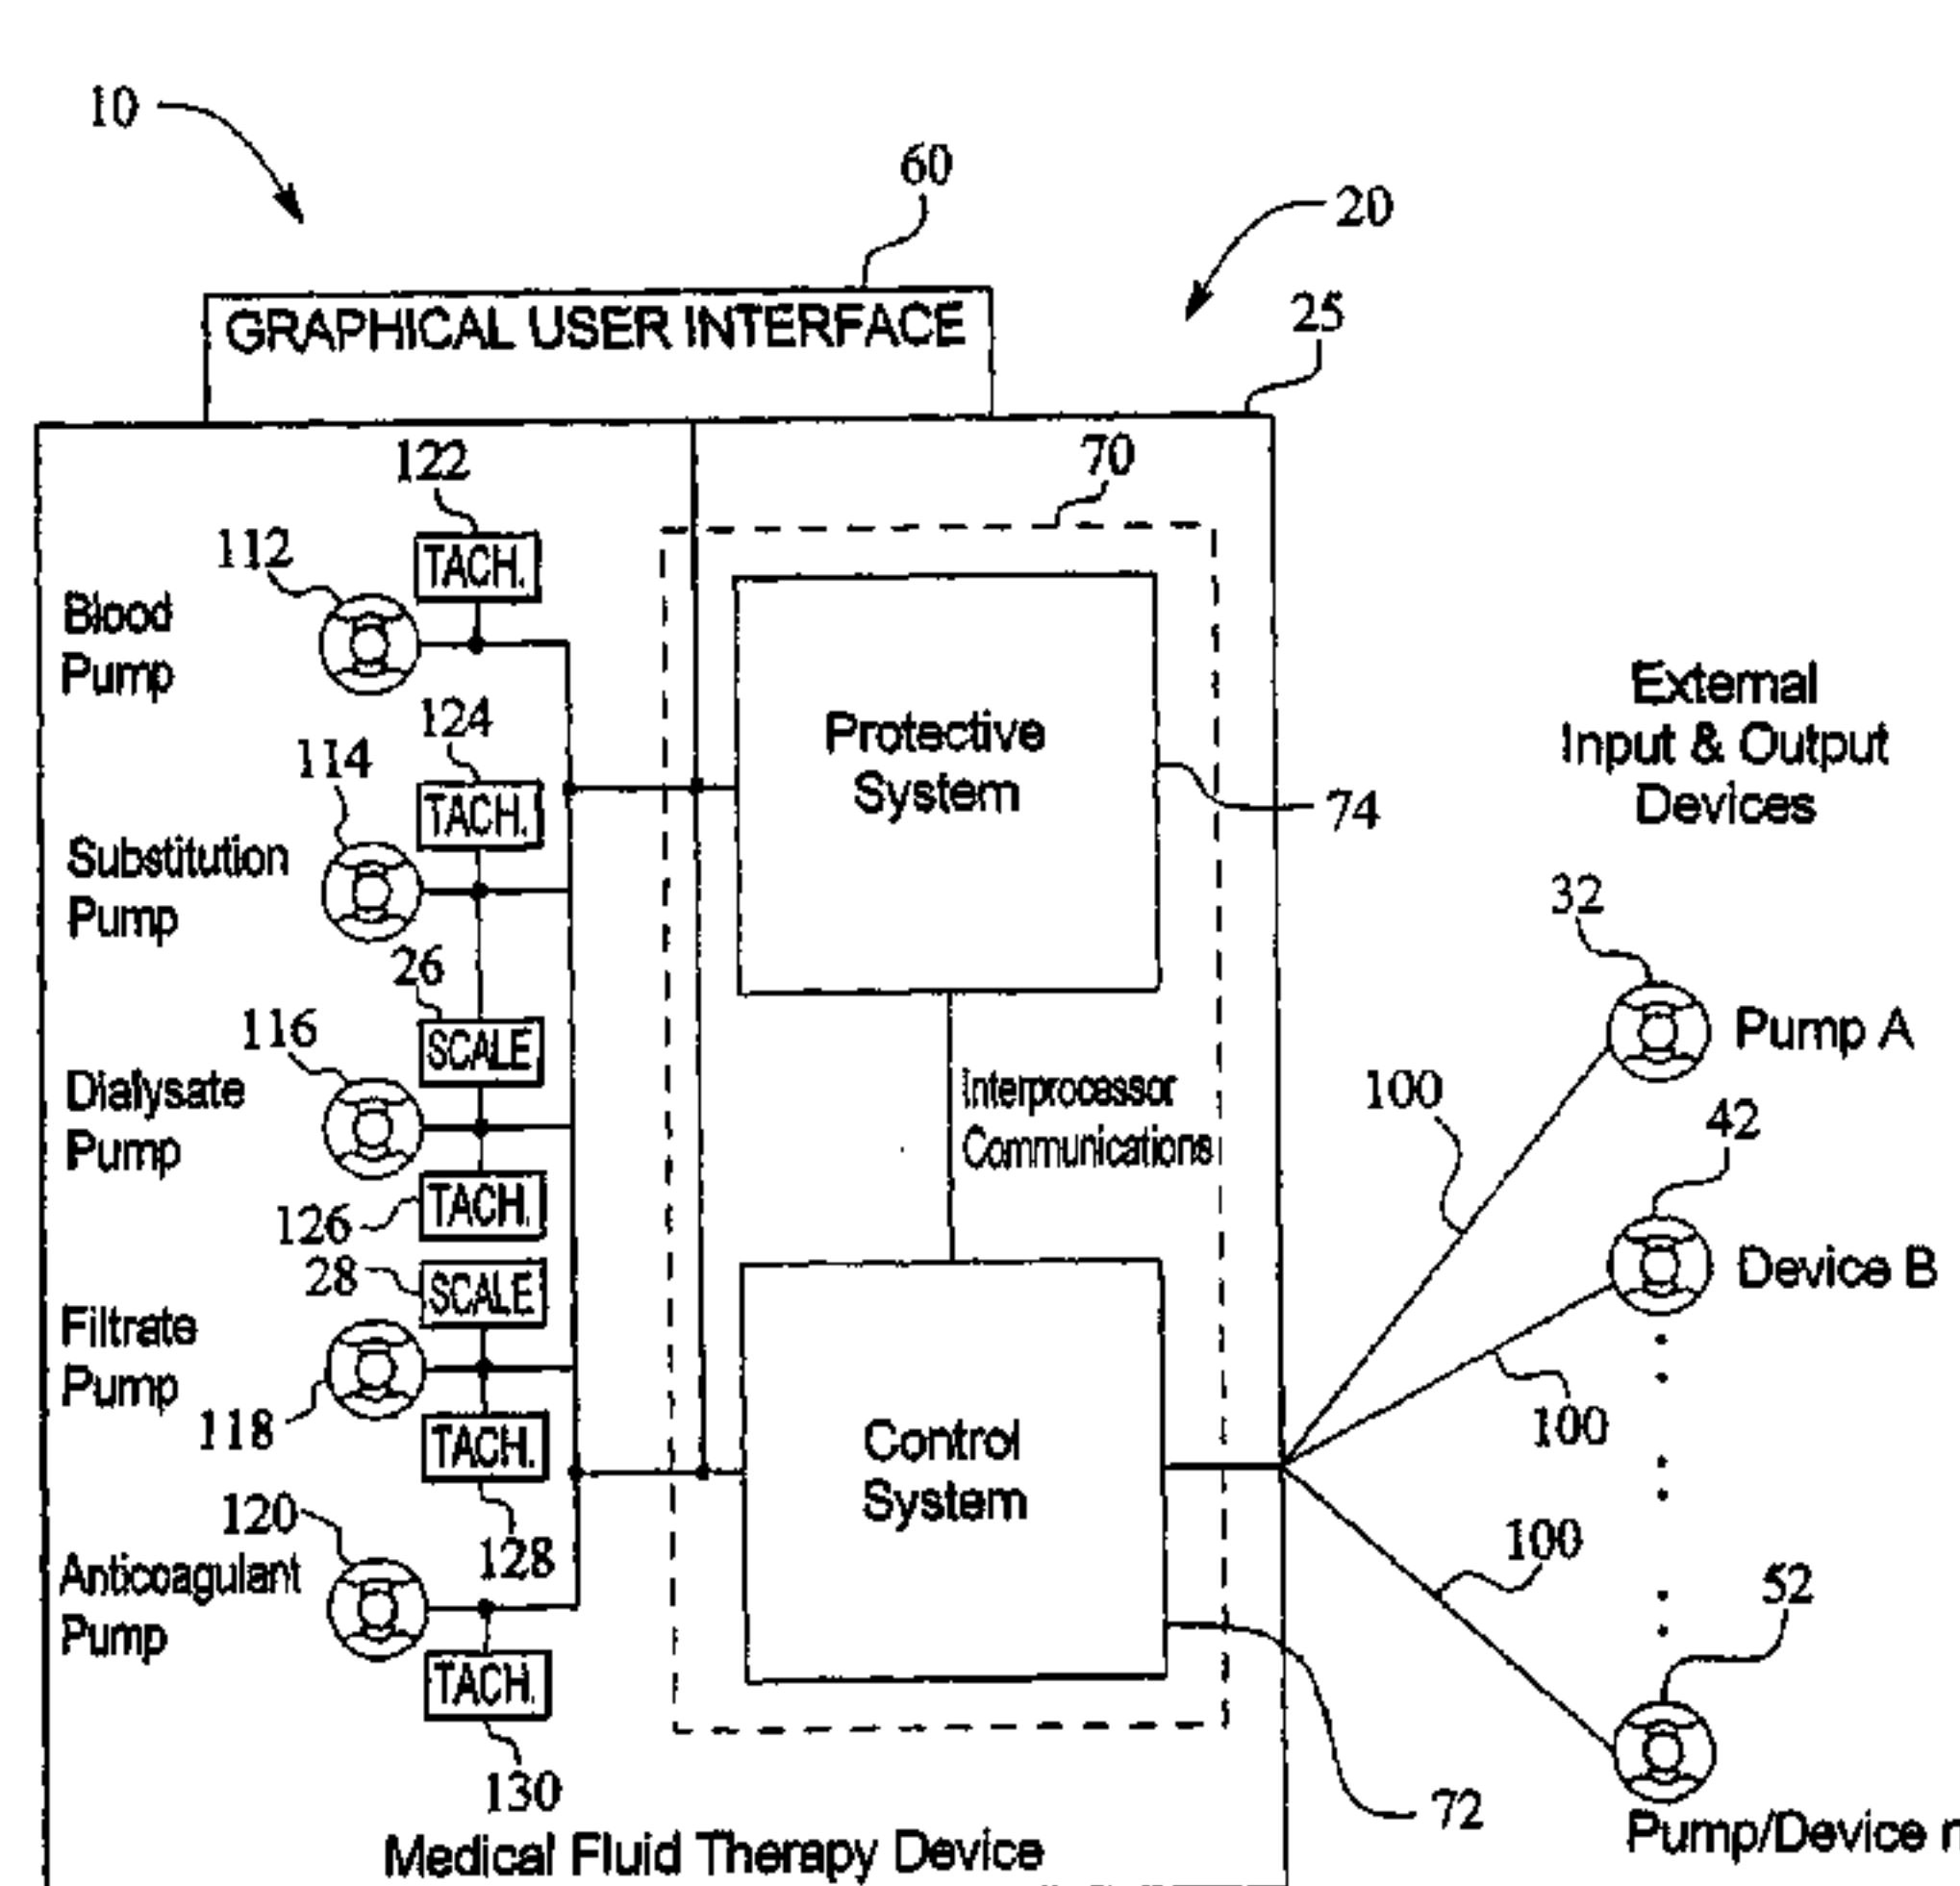 10
60
20
25
GRAPHICAL USER INTERFACE
122
70
112
TACH.
Blood
Pump
124
114
TACH.
Protective
System
74
External
Input & Output
Devices
Substitution
Pump
26
32
116
SCALE
Pump A
Dialysate
Pump
Interprocessor
Communications
100
42
126
TACH.
28
SCALE
Device B
Filtrate
Pump
118
TACH.
Control
System
100
120
128
100
52
Anticoagulant
Pump
TACH.
130
72
Medical Fluid Therapy Device
Pump/Device n